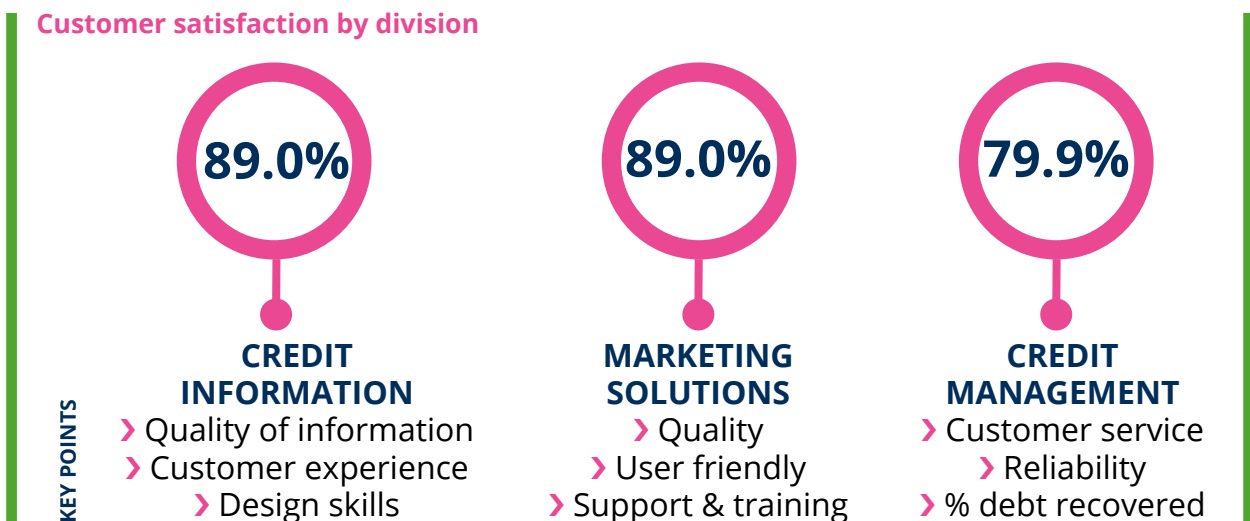 Customer satisfaction by division
89.0%
89.0%
79.9%
CREDIT
INFORMATION
MARKETING
SOLUTIONS
CREDIT
MANAGEMENT
KEY POINTS
› Quality of information
› Customer experience
› Design skills
› Quality
› User friendly
› Support & training
› Customer service
› Reliability
› % debt recovered